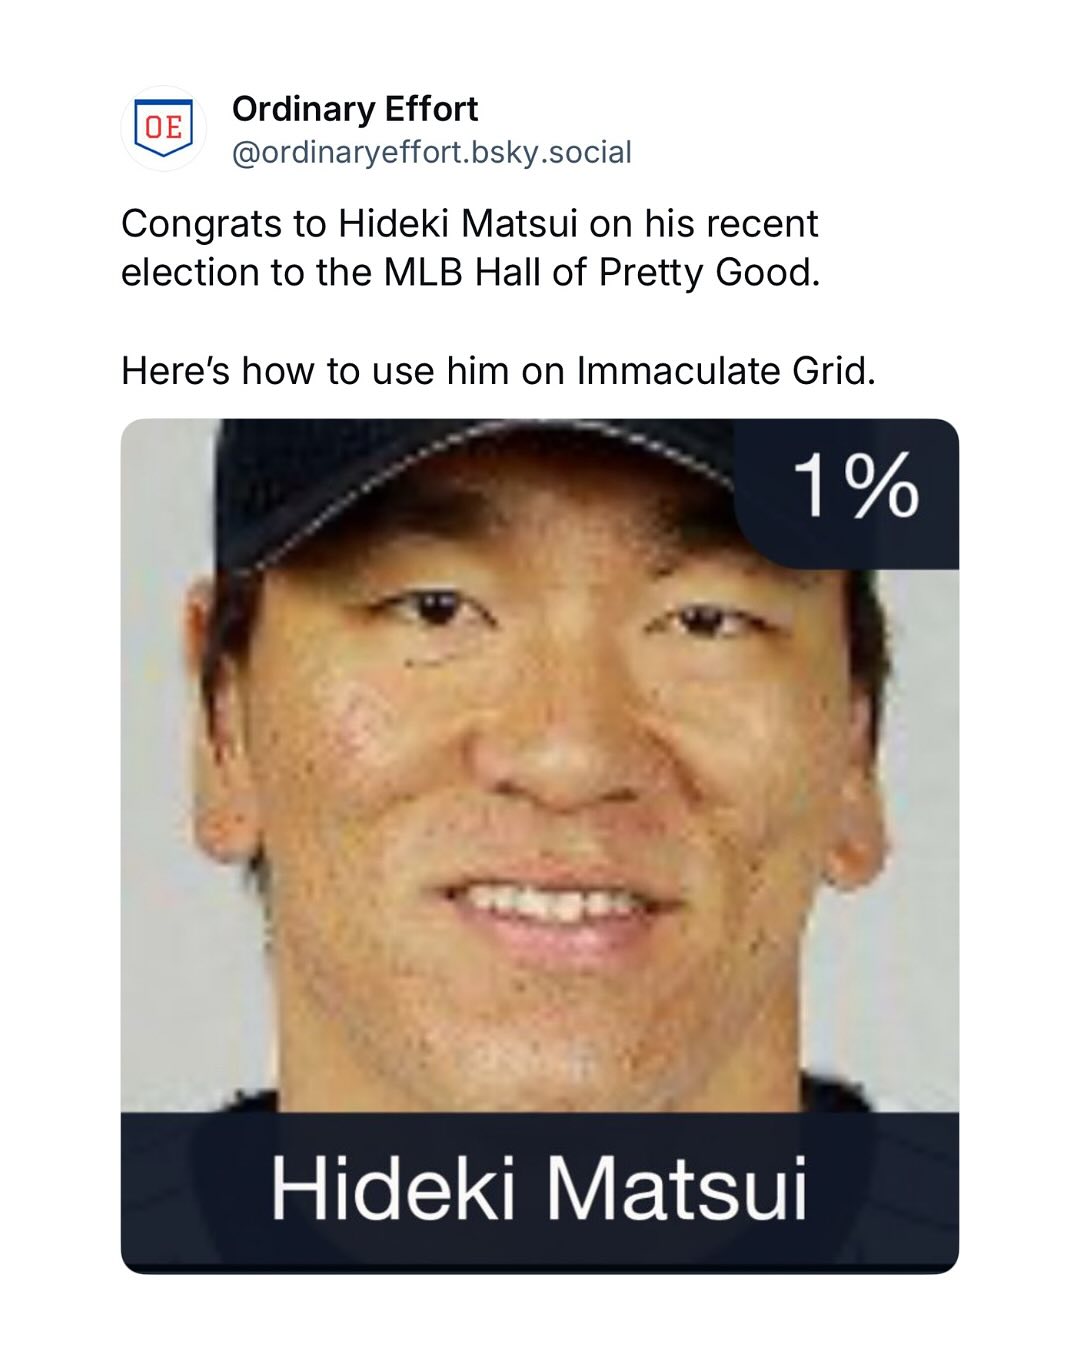 OE
Ordinary Effort
@ordinaryeffort.bsky.social
Congrats to Hideki Matsui on his recent
election to the MLB Hall of Pretty Good.
Here’s how to use him on Immaculate Grid.
1%
Hideki Matsui